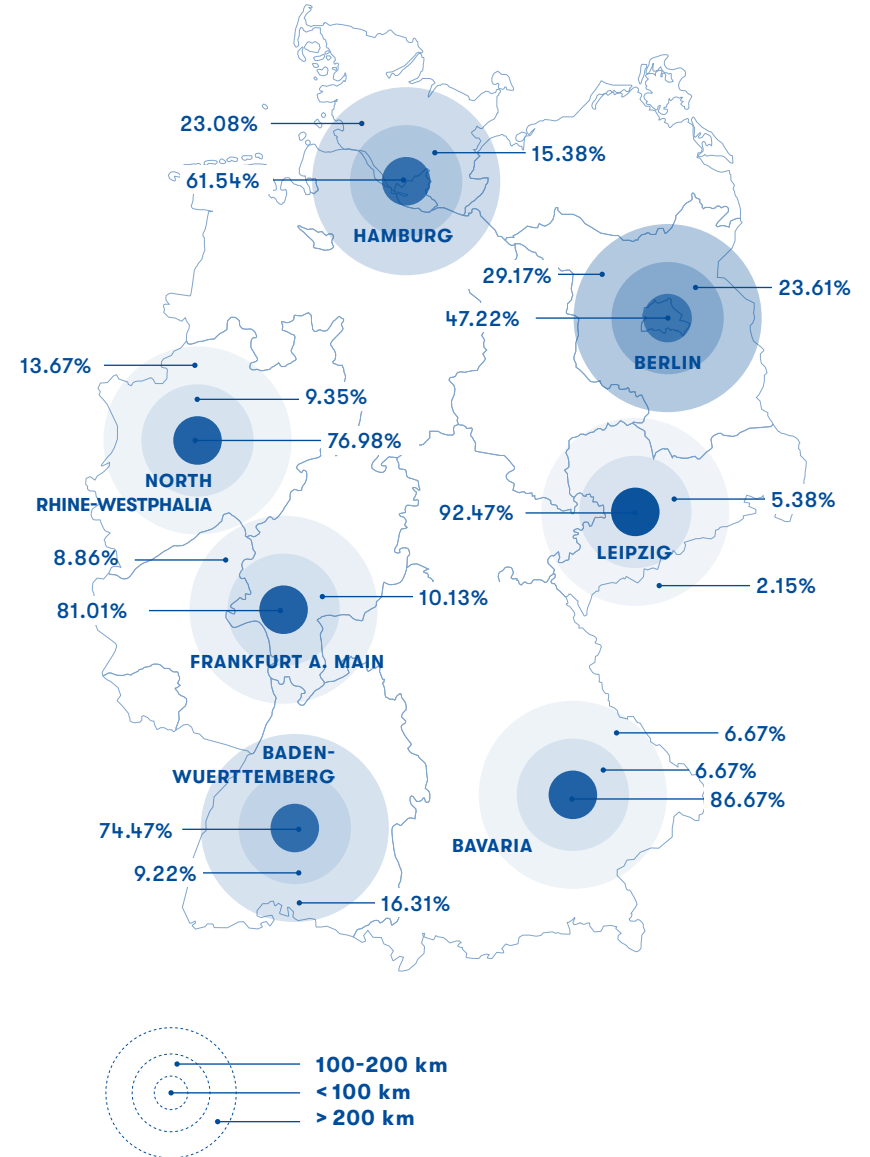 23.08%
15.38%
61.54%
HAMBURG
29.17%
23.61%
47.22%
BERLIN
13.67%
9.35%
76.98%
NORTH
RHINE-WESTPHALIA
92.47%
5.38%
LEIPZIG
2.15%
8.86%
81.01%
10.13%
FRANKFURT A. MAIN
6.67%
6.67%
86.67%
BAVARIA
BADEN-
WUERTTEMBERG
74.47%
9.22%
16.31%
100-200 km
< 100 km
> 200 km